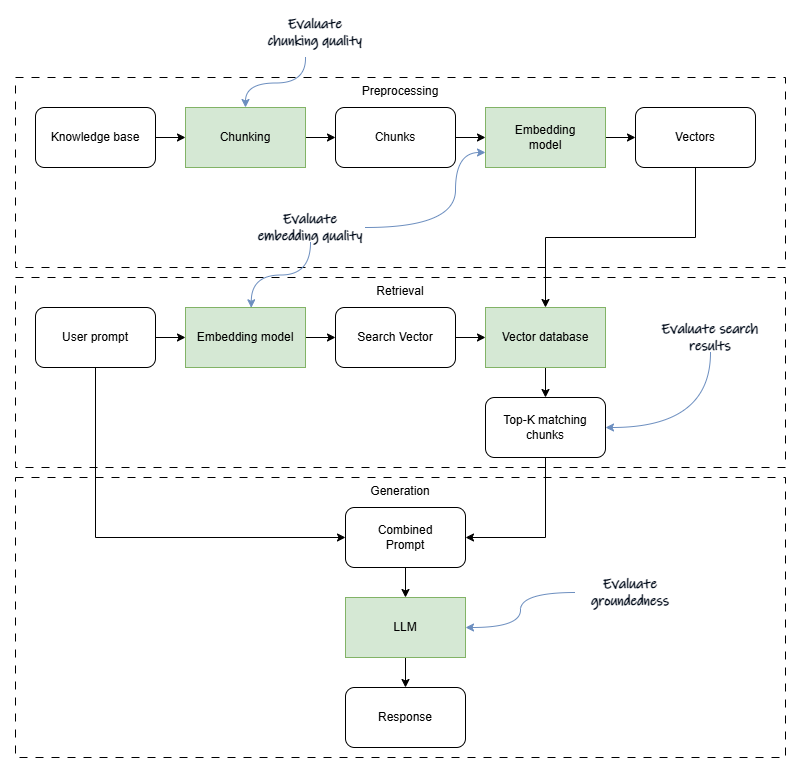 Evaluate
chunking quality
Preprocessing
Knowledge base
Chunking
Chunks
Embedding
model
Vectors
Evaluate
embedding quality
Retrieval
User prompt
Embedding model
Search Vector
Vector database
Evaluate search
results
Top-K matching
chunks
Generation
Combined
Prompt
Evaluate
groundedness
LLM
Response